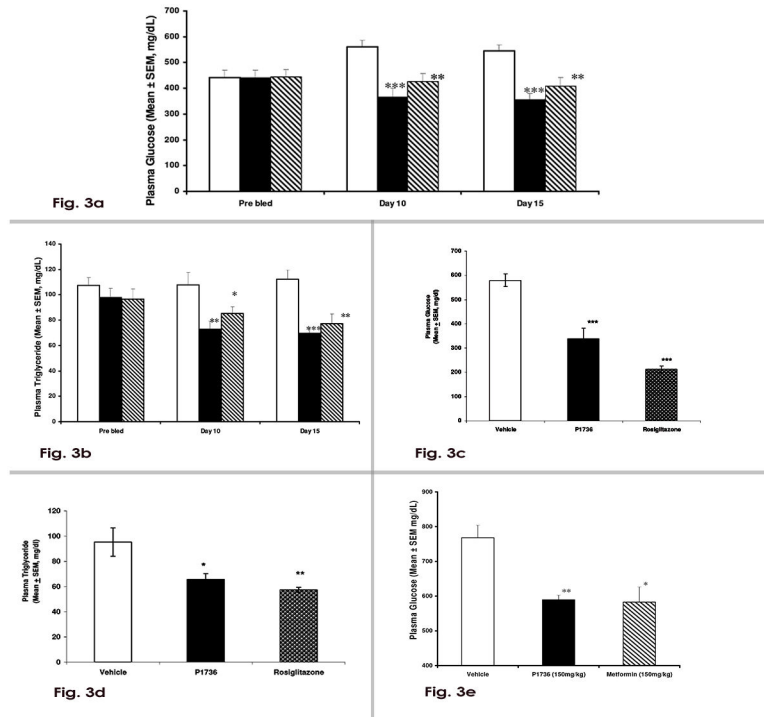 Plasma Glucose (Mean ± SEM, mg/dL)
700
600
500
400
300
200
100
0
***
**
***
**
Pre bled
Day 10
Day 15
Fig. 3a
Plasma Triglyceride (Mean ± SEM, mg/dL)
140
120
100
80
60
40
20
0
**
*
***
**
Pre bled
Day 10
Day 15
Fig. 3b
Plasma Glucose
(Mean ± SEM, mg/dl)
700
600
500
400
300
200
100
0
***
***
Vehicle
P1736
Rosiglitazone
Fig. 3c
Plasma Triglyceride
(Mean ± SEM, mg/dl)
120
100
80
60
40
20
0
*
**
Vehicle
P1736
Rosiglitazone
Fig. 3d
Plasma Glucose (Mean ± SEM mg/dL)
900
800
700
600
500
400
**
*
Vehicle
P1736 (150mg/kg)
Metformin (150mg/kg)
Fig. 3e